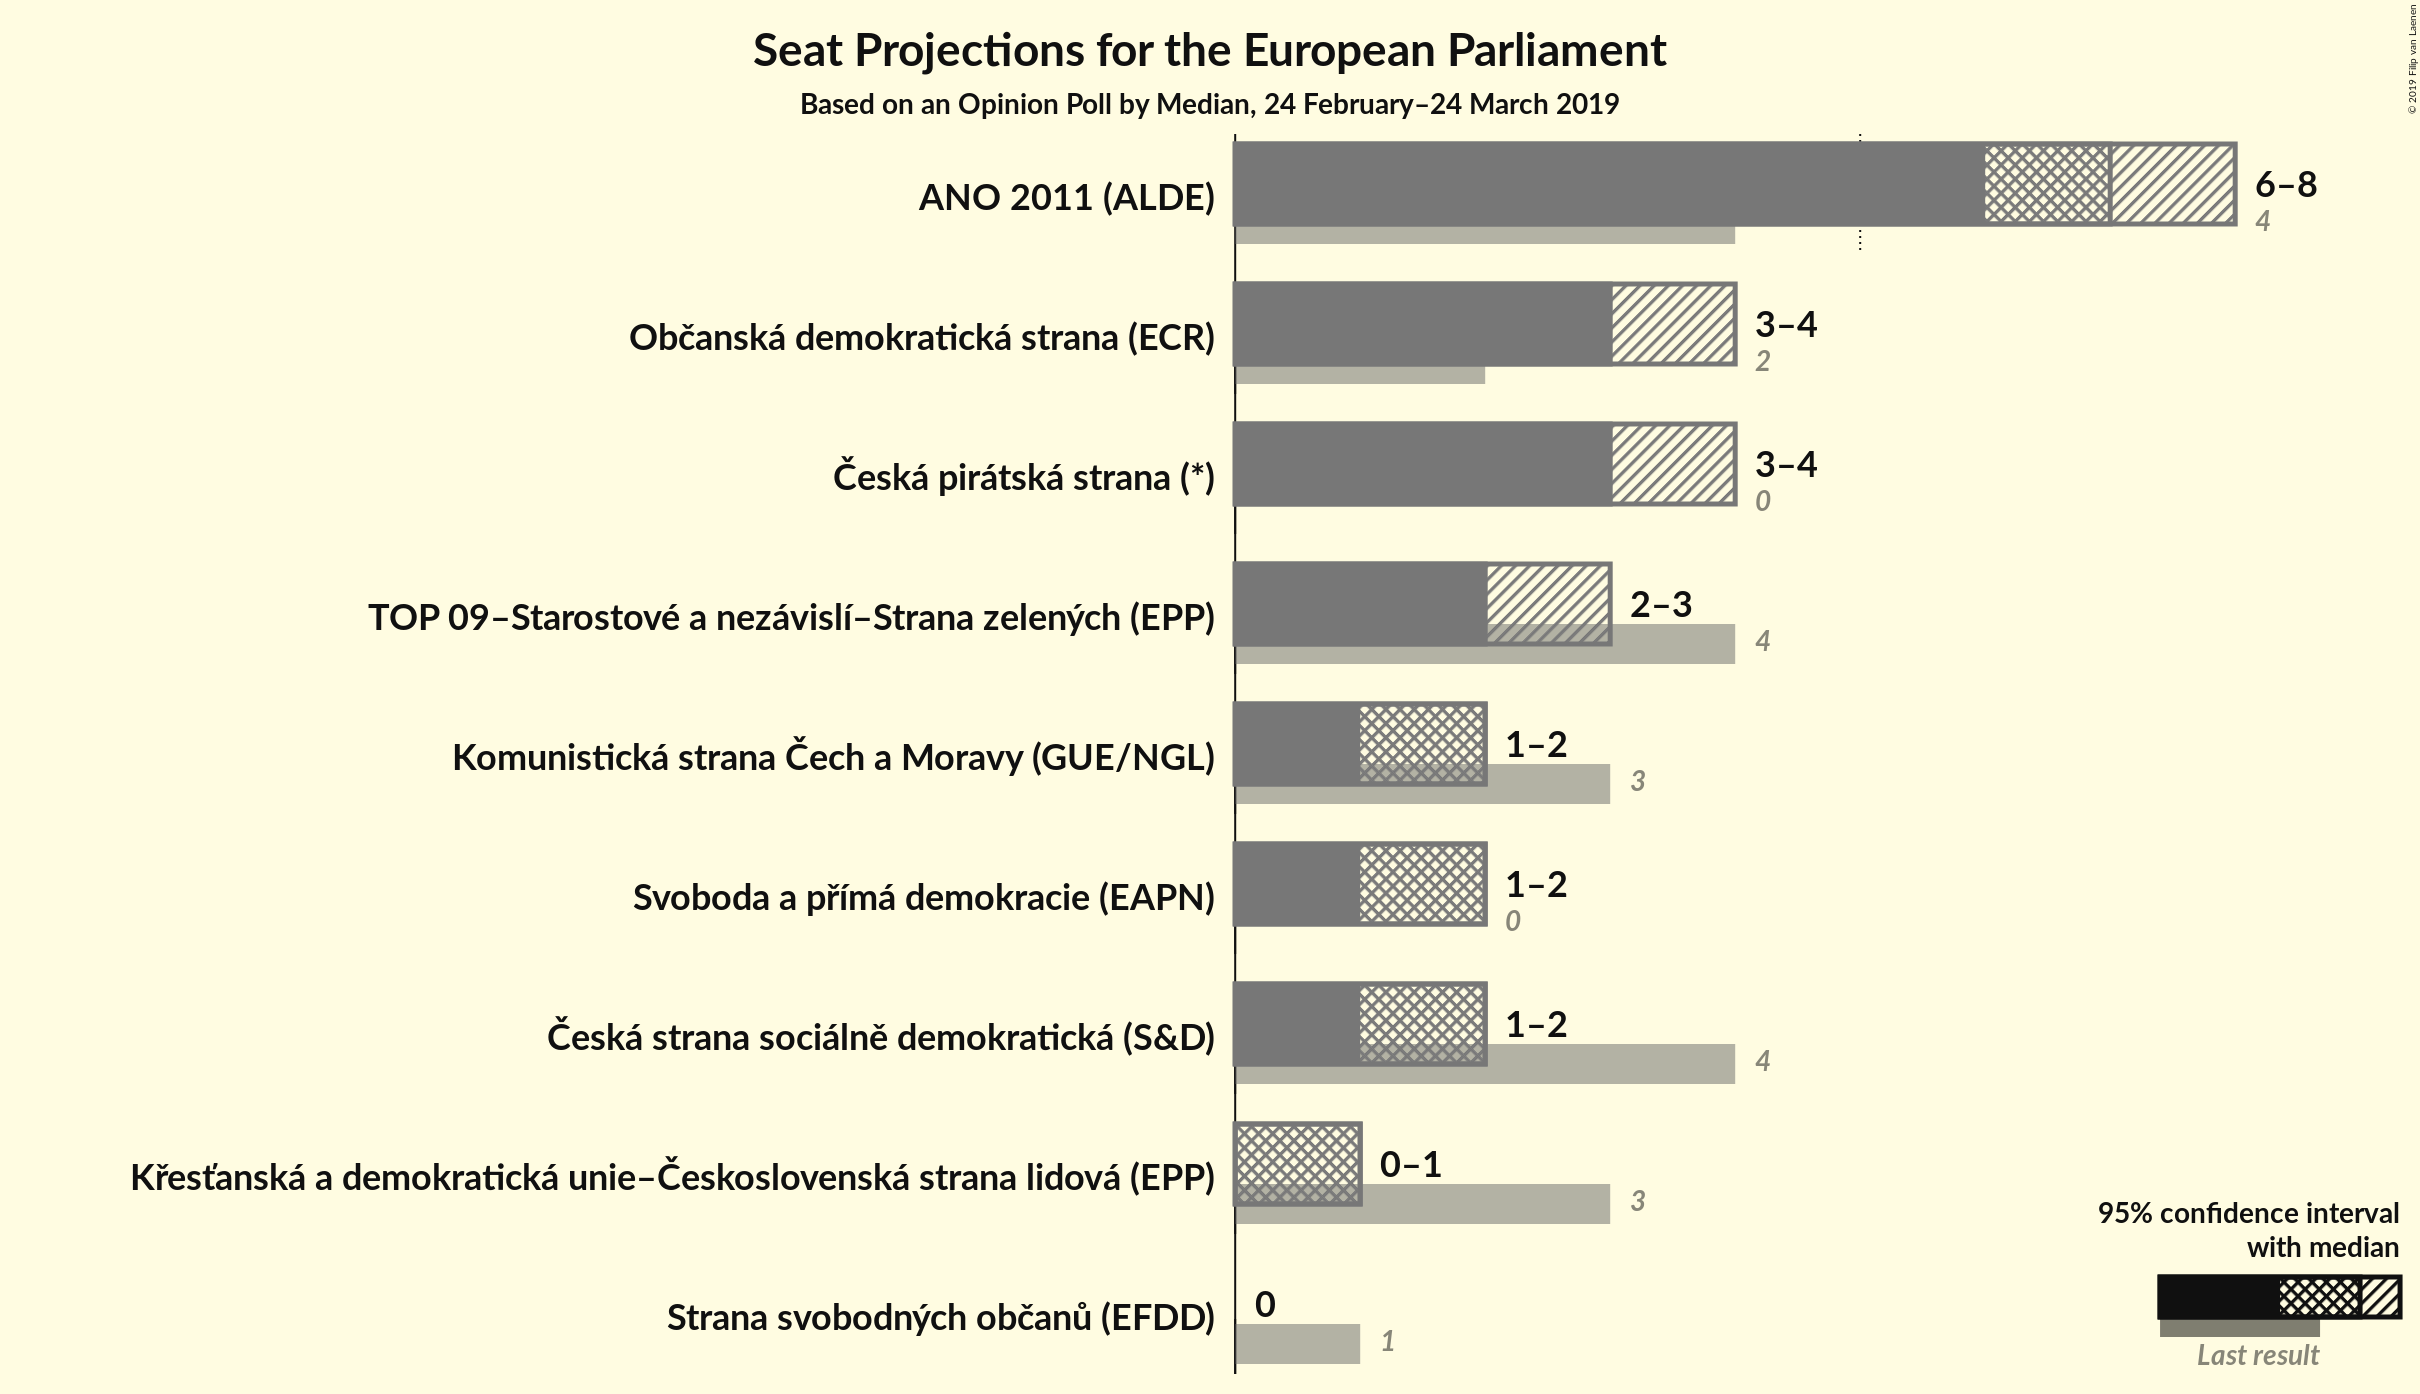 Seat Projections for the European Parliament
Based on an Opinion Poll by Median, 24 February–24 March 2019
© 2019 Filip van Laenen
ANO 2011 (ALDE)
6–8
4
Občanská demokratická strana (ECR)
3–4
2
Česká pirátská strana (*)
3–4
0
TOP 09–Starostové a nezávislí–Strana zelených (EPP)
2–3
4
Komunistická strana Čech a Moravy (GUE/NGL)
1–2
3
Svoboda a přímá demokracie (EAPN)
1–2
0
Česká strana sociálně demokratická (S&D)
1–2
4
Křesťanská a demokratická unie–Československá strana lidová (EPP)
0–1
3
Strana svobodných občanů (EFDD)
0
1
95% confidence interval
with median
Last result